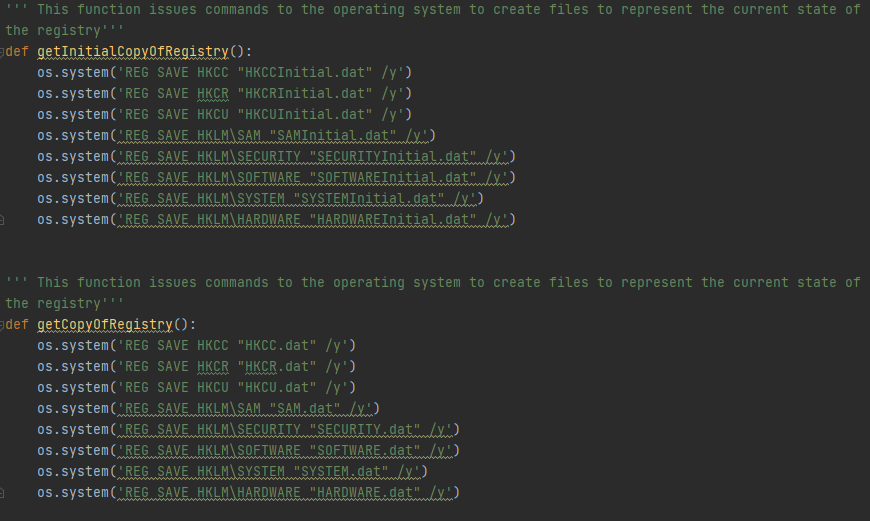 ''' This function issues commands to the operating system to create files to represent the current state of
the registry'''
def getInitialCopyOfRegistry():
    os.system('REG SAVE HKCC "HKCCInitial.dat" /y')
    os.system('REG SAVE HKCR "HKCRInitial.dat" /y')
    os.system('REG SAVE HKCU "HKCUInitial.dat" /y')
    os.system('REG SAVE HKLM\SAM "SAMInitial.dat" /y')
    os.system('REG SAVE HKLM\SECURITY "SECURITYInitial.dat" /y')
    os.system('REG SAVE HKLM\SOFTWARE "SOFTWAREInitial.dat" /y')
    os.system('REG SAVE HKLM\SYSTEM "SYSTEMInitial.dat" /y')
    os.system('REG SAVE HKLM\HARDWARE "HARDWAREInitial.dat" /y')
''' This function issues commands to the operating system to create files to represent the current state of
the registry'''
def getCopyOfRegistry():
    os.system('REG SAVE HKCC "HKCC.dat" /y')
    os.system('REG SAVE HKCR "HKCR.dat" /y')
    os.system('REG SAVE HKCU "HKCU.dat" /y')
    os.system('REG SAVE HKLM\SAM "SAM.dat" /y')
    os.system('REG SAVE HKLM\SECURITY "SECURITY.dat" /y')
    os.system('REG SAVE HKLM\SOFTWARE "SOFTWARE.dat" /y')
    os.system('REG SAVE HKLM\SYSTEM "SYSTEM.dat" /y')
    os.system('REG SAVE HKLM\HARDWARE "HARDWARE.dat" /y')